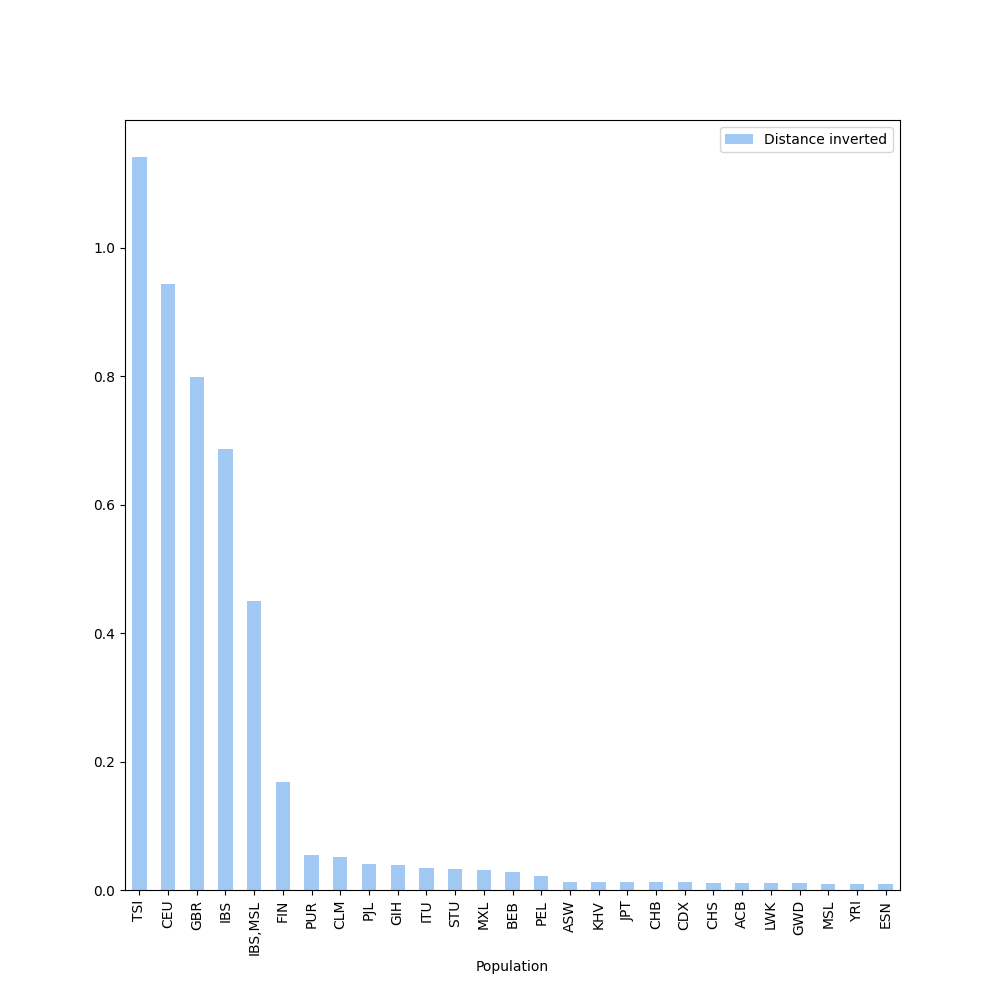 Distance inverted
1.0
0.8
0.6
0.4
0.2
0.0
TSI
CEU
GBR
IBS
IBS,MSL
FIN
PUR
CLM
PJL
GIH
ITU
STU
MXL
BEB
PEL
ASW
KHV
JPT
CHB
CDX
CHS
ACB
LWK
GWD
MSL
YRI
ESN
Population